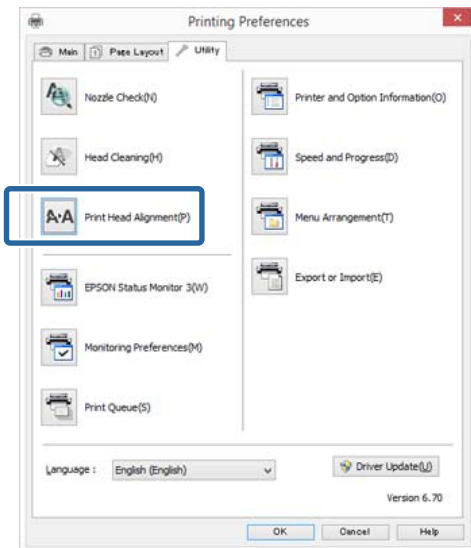 Printing Preferences
Main
Page Layout
Utility
Nozzle Check(N)
Printer and Option Information(O)
Head Cleaning(H)
Speed and Progress(D)
A·A
Print Head Alignment(P)
Menu Arrangement(T)
EPSON Status Monitor 3(W)
Export or Import(E)
Monitoring Preferences(M)
Print Queue(S)
Language :
English (English)
Driver Update(U)
Version 6.70
OK
Cancel
Help